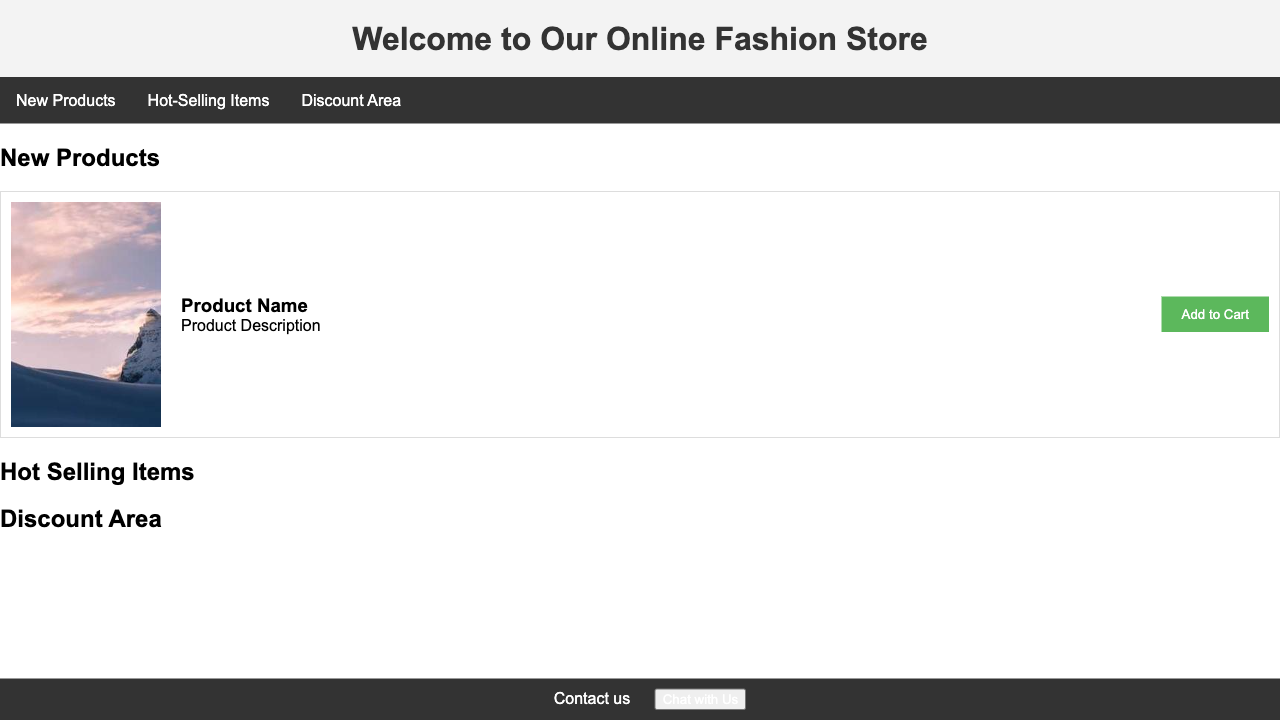 Welcome to Our Online Fashion Store
New Products Hot-Selling Items Discount Area
New Products
Product Name
Product Description
Add to Cart
Hot Selling Items
Discount Area
Contact us Chat with Us